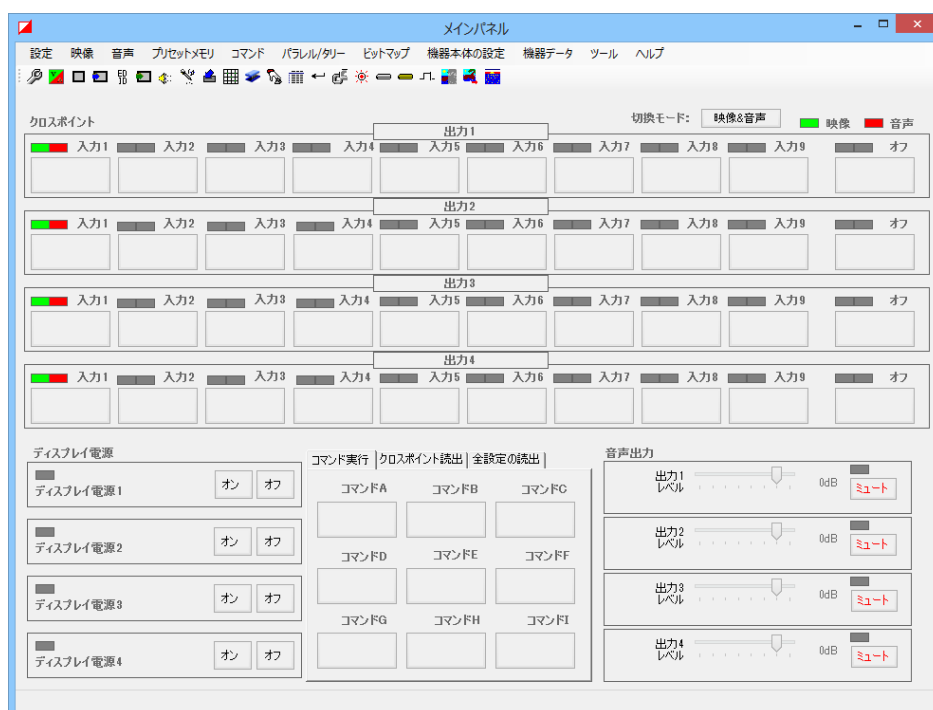 メインパネル
設定 映像 音声 プリセットメモリ コマンド パラレル/タリー ビットマップ 機器本体の設定 機器データ ツール ヘルプ
クロスポイント
切換モード: 映像&音声 映像 音声
出力1
入力1 入力2 入力3 入力4 入力5 入力6 入力7 入力8 入力9 オフ
出力2
入力1 入力2 入力3 入力4 入力5 入力6 入力7 入力8 入力9 オフ
出力3
入力1 入力2 入力3 入力4 入力5 入力6 入力7 入力8 入力9 オフ
出力4
入力1 入力2 入力3 入力4 入力5 入力6 入力7 入力8 入力9 オフ
ディスプレイ電源
ディスプレイ電源1 オン オフ
ディスプレイ電源2 オン オフ
ディスプレイ電源3 オン オフ
ディスプレイ電源4 オン オフ
コマンド実行 クロスポイント読出 全設定の読出
コマンドA コマンドB コマンドC
コマンドD コマンドE コマンドF
コマンドG コマンドH コマンドI
音声出力
出力1
レベル 0dB ミュート
出力2
レベル 0dB ミュート
出力3
レベル 0dB ミュート
出力4
レベル 0dB ミュート